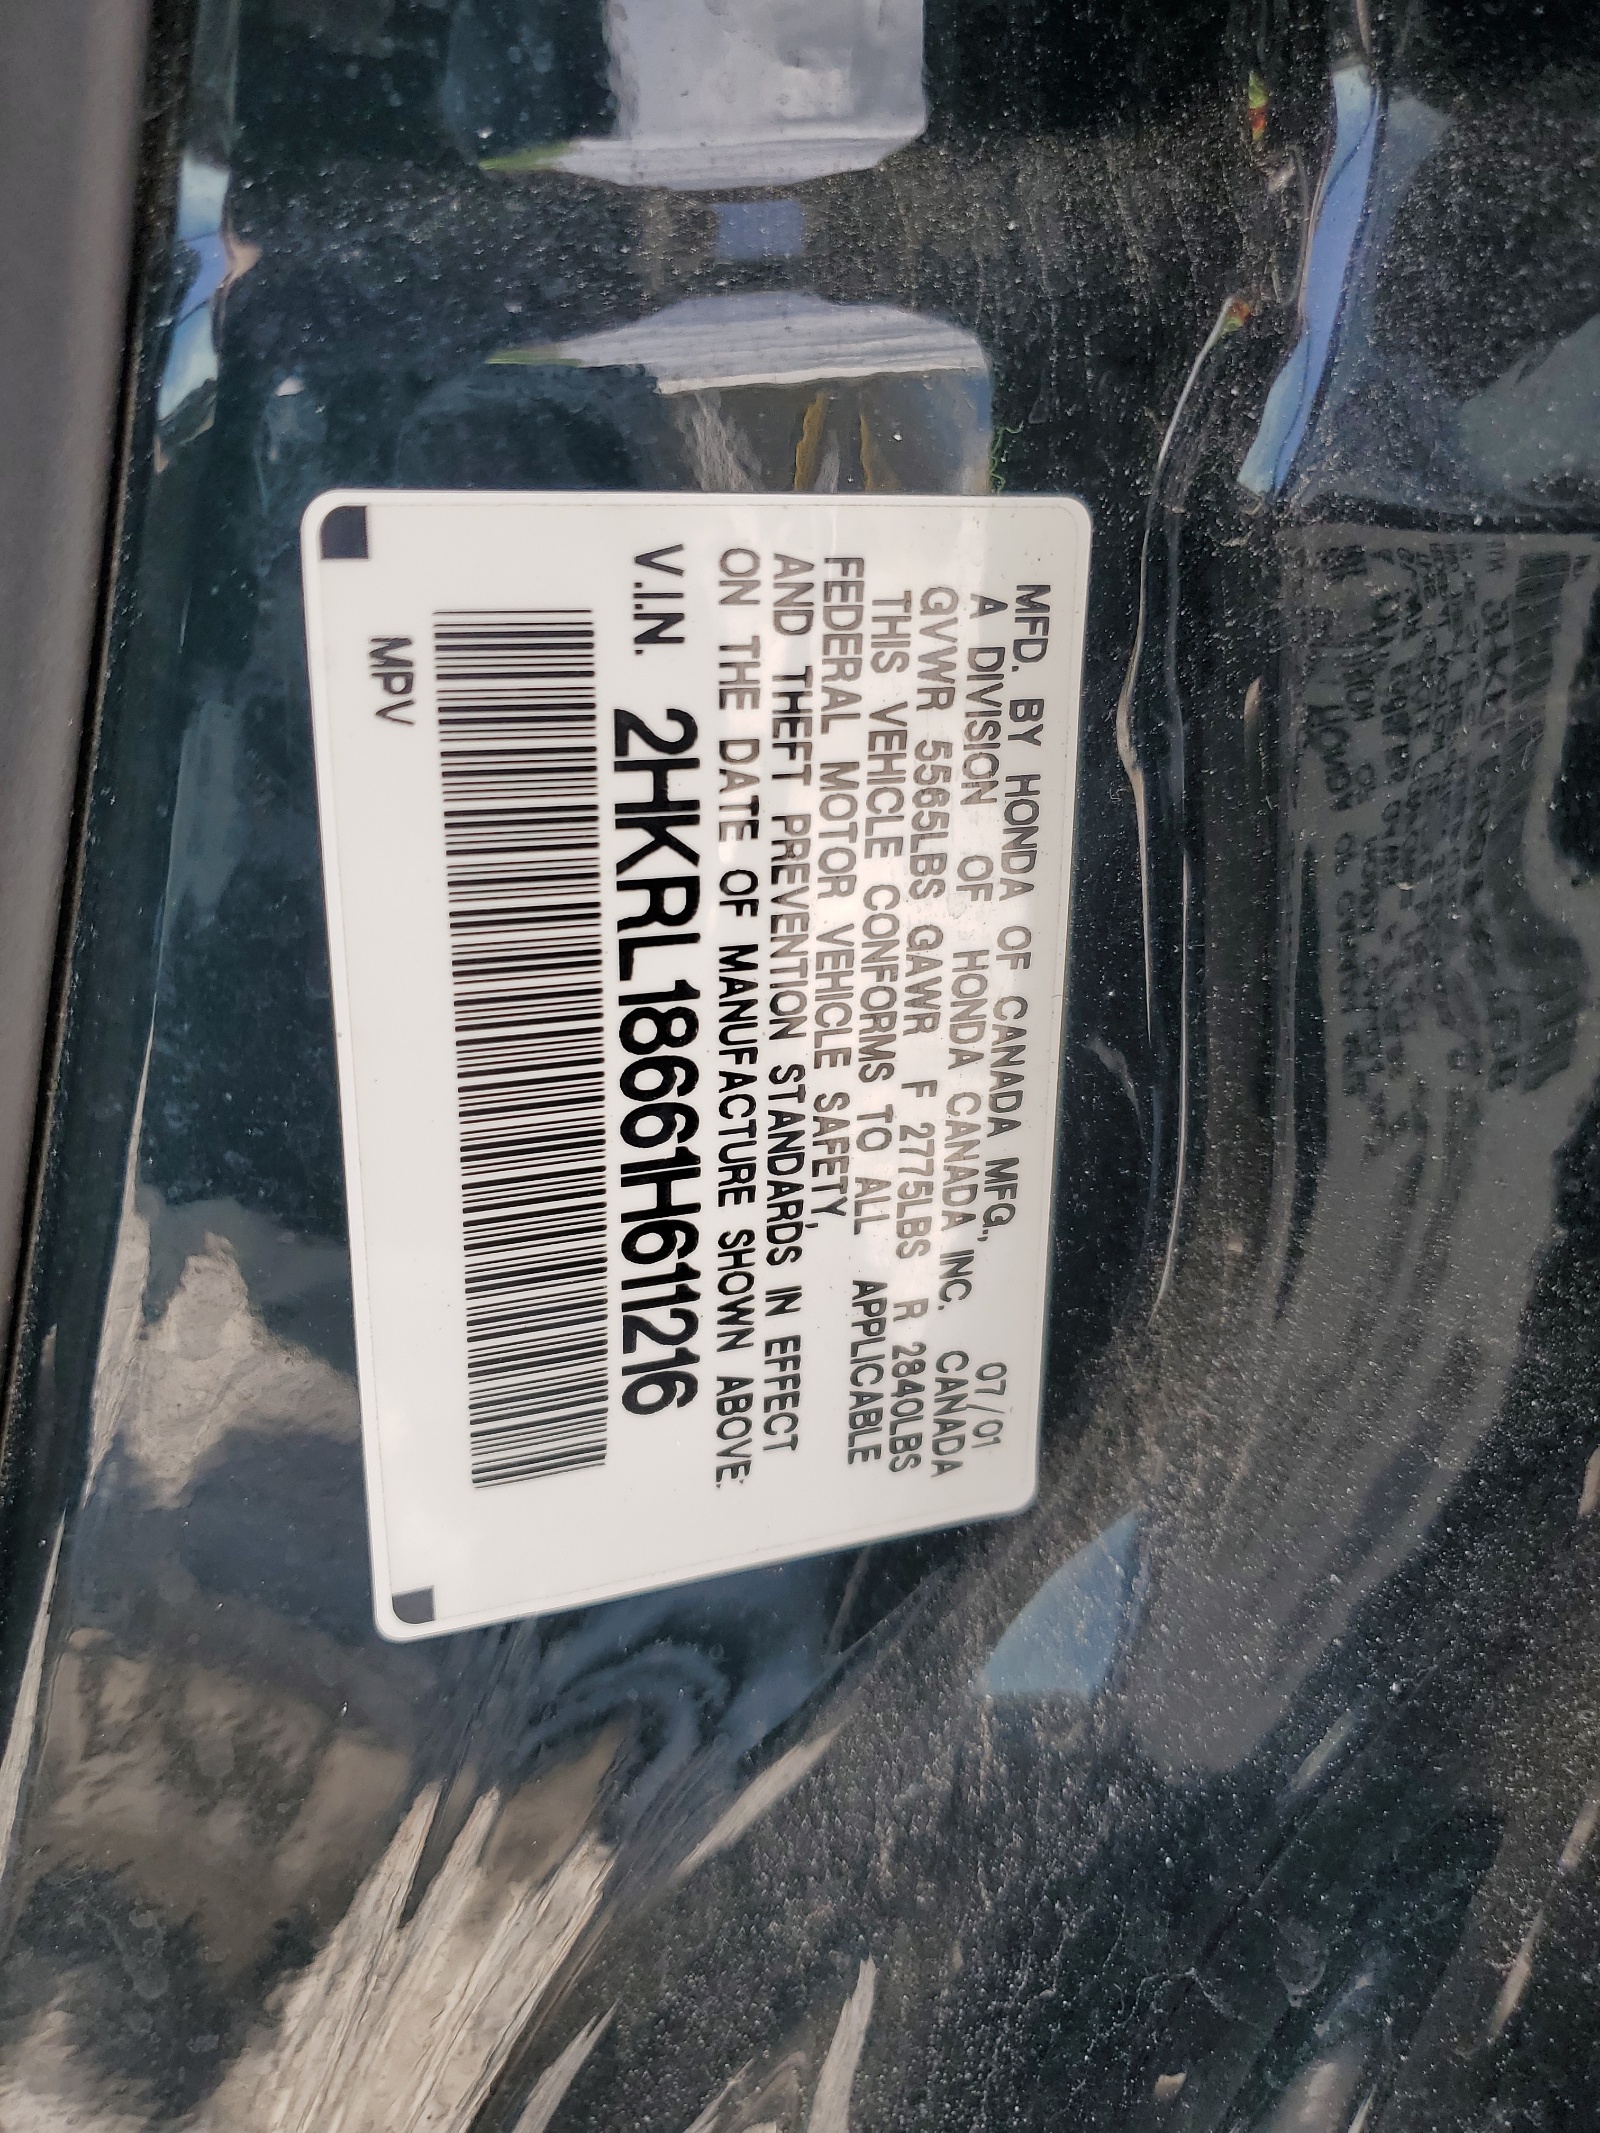 MFD. BY HONDA OF CANADA MFG., 07/01
A DIVISION OF HONDA CANADA INC. CANADA
GVWR 5565LBS GAWR F 2775LBS R 2840LBS
THIS VEHICLE CONFORMS TO ALL APPLICABLE
FEDERAL MOTOR VEHICLE SAFETY,
AND THEFT PREVENTION STANDARDS IN EFFECT
ON THE DATE OF MANUFACTURE SHOWN ABOVE.
V.I.N. 2HKRL18661H611216
MPV